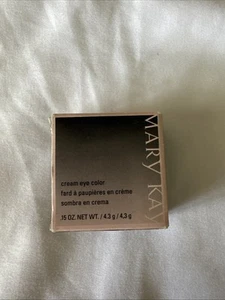 MARY KAY
cream eye color
fard à paupières en crème
sombra en crema
.15 OZ. NET WT. / 4.3 g / 4,3 g